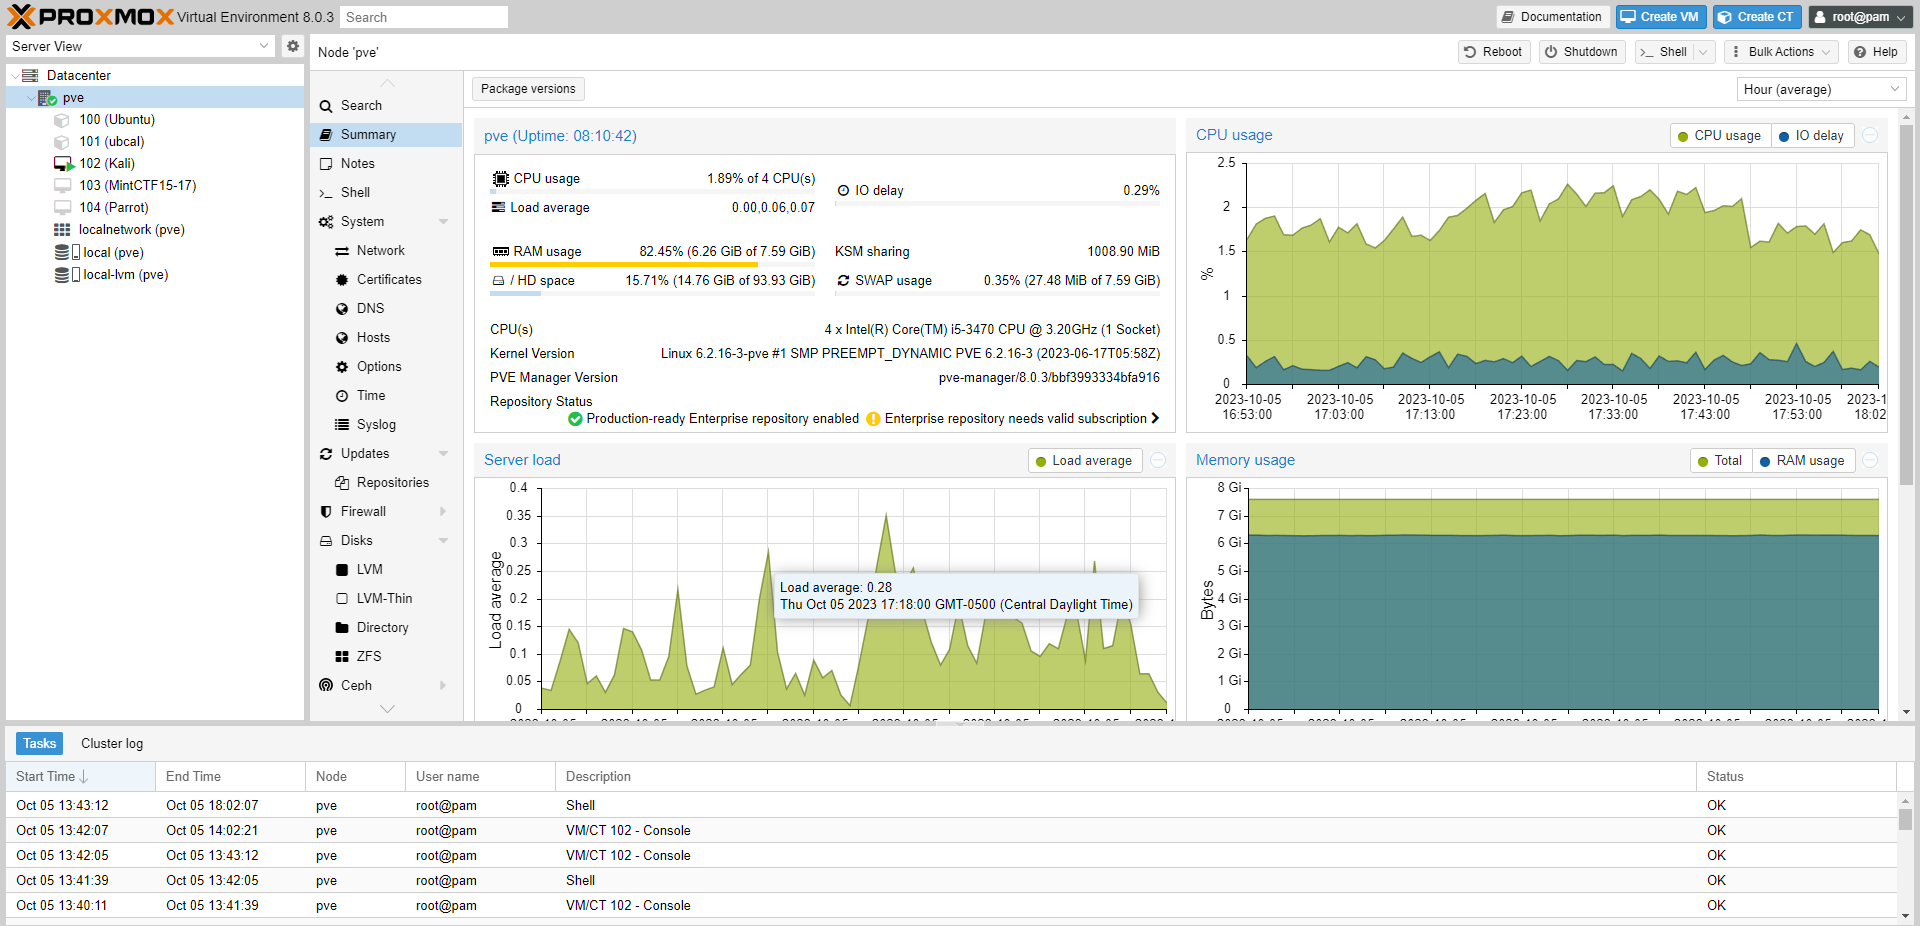 PROXMOX Virtual Environment 8.0.3 Search Documentation Create VM Create CT root@pam
Server View
Node 'pve' Reboot Shutdown Shell Bulk Actions Help
Datacenter
pve
100 (Ubuntu)
101 (ubcal)
102 (Kali)
103 (MintCTF15-17)
104 (Parrot)
localnetwork (pve)
local (pve)
local-lvm (pve)
Search
Summary
Notes
Shell
System
Network
Certificates
DNS
Hosts
Options
Time
Syslog
Updates
Repositories
Firewall
Disks
LVM
LVM-Thin
Directory
ZFS
Ceph
Package versions Hour (average)
pve (Uptime: 08:10:42)
CPU usage 1.89% of 4 CPU(s)
IO delay 0.29%
Load average 0.00,0.06,0.07
RAM usage 82.45% (6.26 GiB of 7.59 GiB)
KSM sharing 1008.90 MiB
/ HD space 15.71% (14.76 GiB of 93.93 GiB)
SWAP usage 0.35% (27.48 MiB of 7.59 GiB)
CPU(s) 4 x Intel(R) Core(TM) i5-3470 CPU @ 3.20GHz (1 Socket)
Kernel Version Linux 6.2.16-3-pve #1 SMP PREEMPT_DYNAMIC PVE 6.2.16-3 (2023-06-17T05:58Z)
PVE Manager Version pve-manager/8.0.3/bbf3993334bfa916
Repository Status
Production-ready Enterprise repository enabled Enterprise repository needs valid subscription
CPU usage CPU usage IO delay
2.5
2
1.5
%
1
0.5
0
2023-10-05 2023-10-05 2023-10-05 2023-10-05 2023-10-05 2023-10-05 2023-10-05 2023-1
16:53:00 17:03:00 17:13:00 17:23:00 17:33:00 17:43:00 17:53:00 18:02
Server load Load average
0.4
0.35
0.3
0.25
0.2
0.15
0.1
0.05
0
Load average
Load average: 0.28
Thu Oct 05 2023 17:18:00 GMT-0500 (Central Daylight Time)
Memory usage Total RAM usage
8 Gi
7 Gi
6 Gi
5 Gi
4 Gi
3 Gi
2 Gi
1 Gi
0
Bytes
Tasks Cluster log
Start Time End Time Node User name Description Status
Oct 05 13:43:12 Oct 05 18:02:07 pve root@pam Shell OK
Oct 05 13:42:07 Oct 05 14:02:21 pve root@pam VM/CT 102 - Console OK
Oct 05 13:42:05 Oct 05 13:43:12 pve root@pam VM/CT 102 - Console OK
Oct 05 13:41:39 Oct 05 13:42:05 pve root@pam Shell OK
Oct 05 13:40:11 Oct 05 13:41:39 pve root@pam VM/CT 102 - Console OK